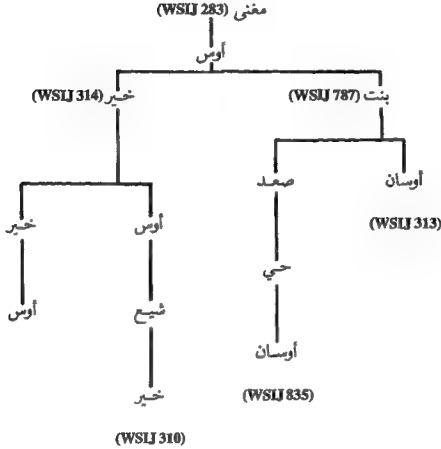 مغنى (WSIJ 283)
أوس
خير (WSIJ 314)
بنت (WSIJ 787)
أوسان
صعد
(WSIJ 313)
أوس
خير
حي
شيع
أوس
أوسان
(WSIJ 835)
خير
(WSIJ 310)